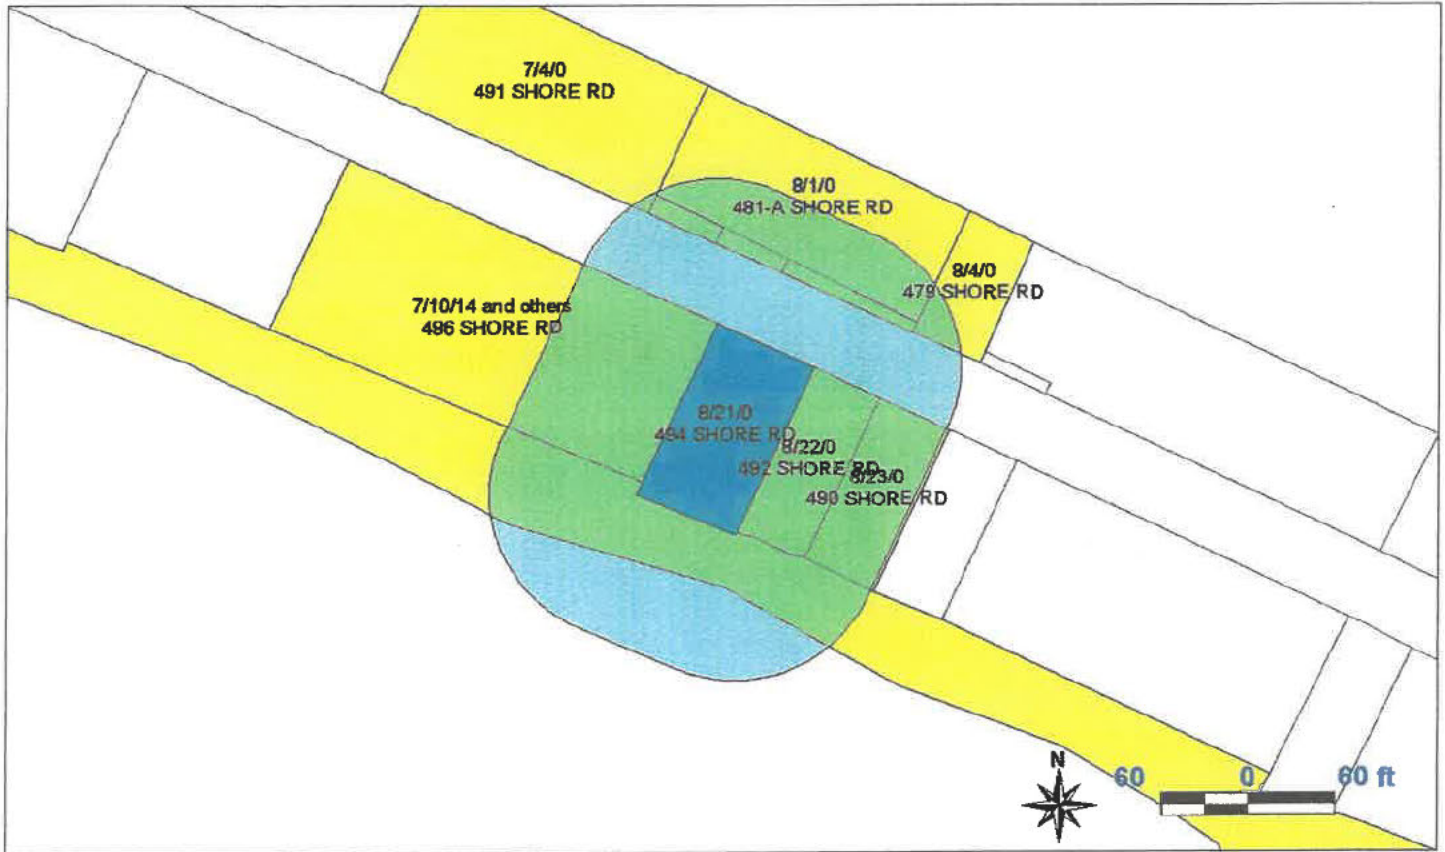 7/4/0
491 SHORE RD
8/1/0
481-A SHORE RD
8/4/0
479 SHORE RD
7/10/14 and others
496 SHORE RD
8/21/0
494 SHORE RD
8/22/0
492 SHORE RD
8/23/0
490 SHORE RD
N
60 0 60 ft